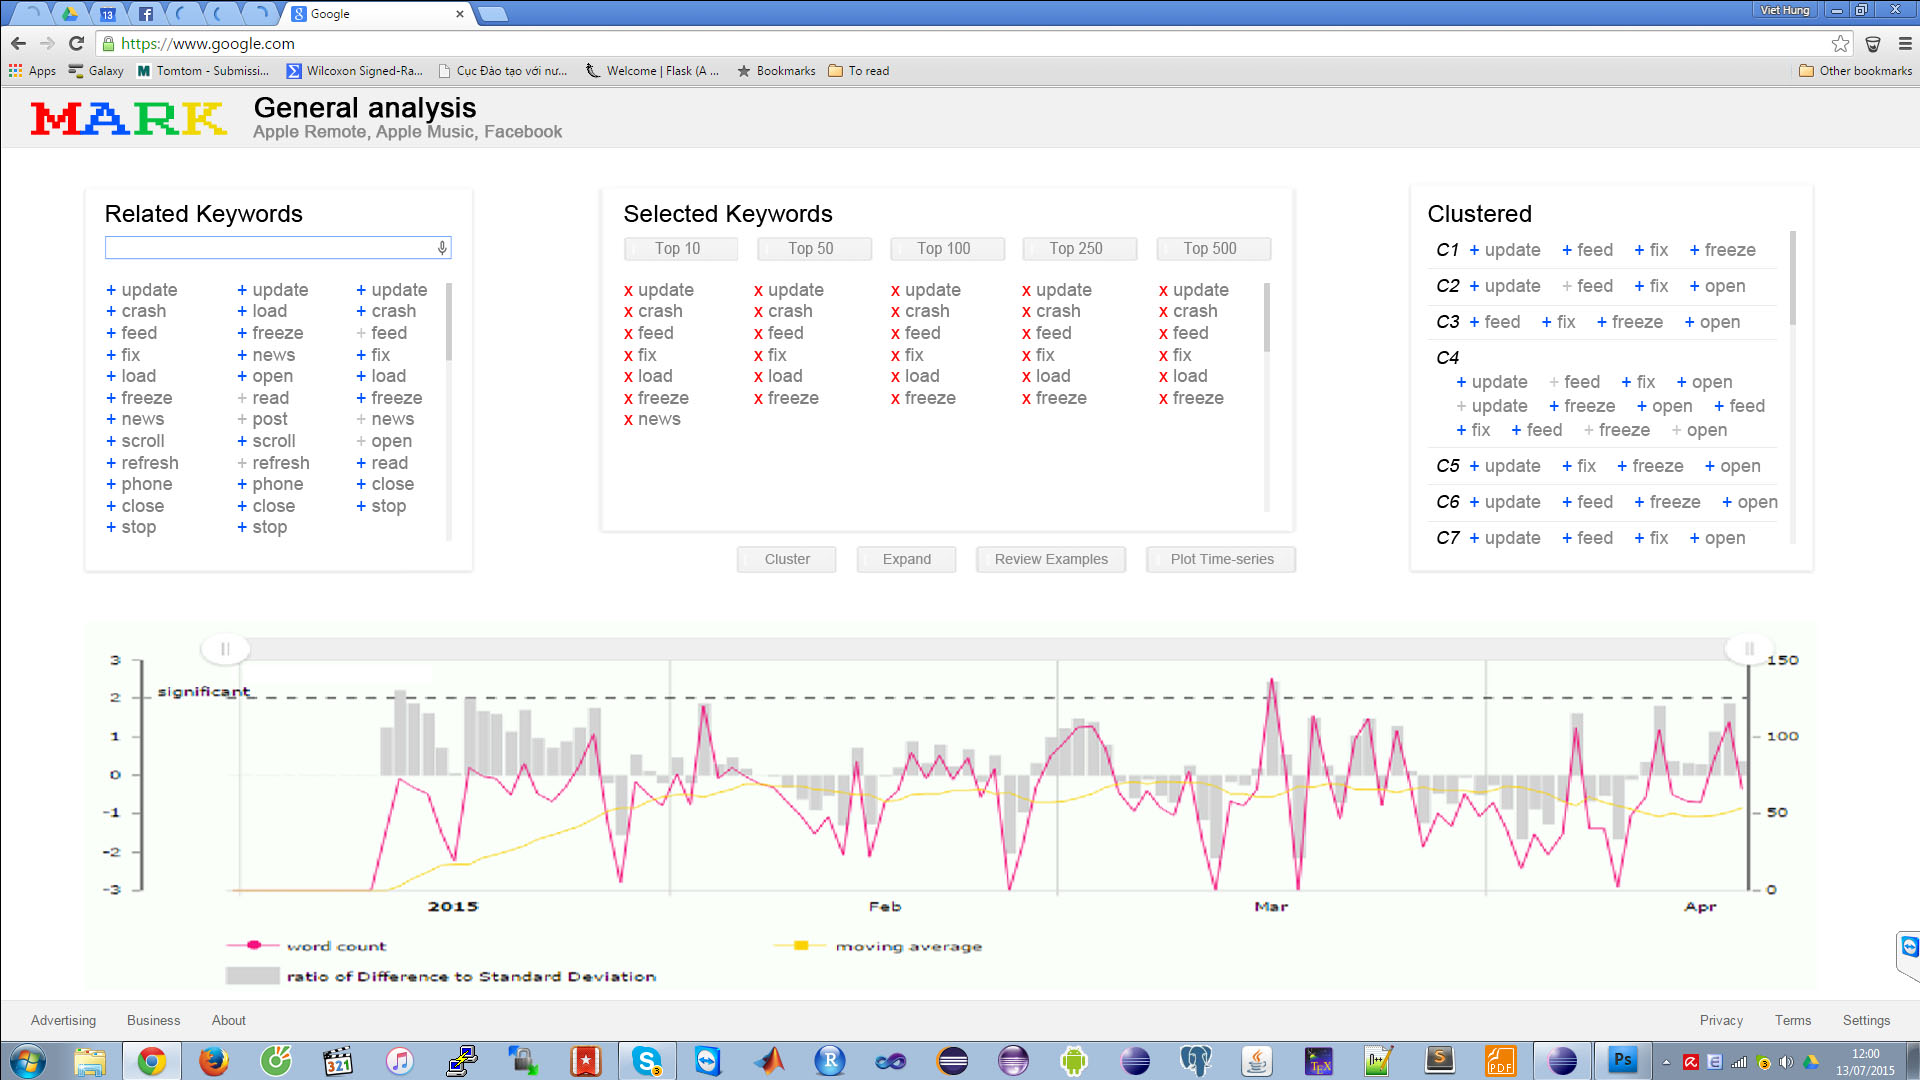 Google
Viet Hung
https://www.google.com
Apps Galaxy Tomtom - Submissi... Wilcoxon Signed-Ra... Cục Đào tạo với nư... Welcome | Flask (A ... Bookmarks To read Other bookmarks
MARK
General analysis
Apple Remote, Apple Music, Facebook
Related Keywords
+ update + update + update
+ crash + load + crash
+ feed + freeze + feed
+ fix + news + fix
+ load + open + load
+ freeze + read + freeze
+ news + post + news
+ scroll + scroll + open
+ refresh + refresh + read
+ phone + phone + close
+ close + close + stop
+ stop + stop
Selected Keywords
Top 10 Top 50 Top 100 Top 250 Top 500
x update x update x update x update x update
x crash x crash x crash x crash x crash
x feed x feed x feed x feed x feed
x fix x fix x fix x fix x fix
x load x load x load x load x load
x freeze x freeze x freeze x freeze x freeze
x news
Cluster Expand Review Examples Plot Time-series
Clustered
C1 + update + feed + fix + freeze
C2 + update + feed + fix + open
C3 + feed + fix + freeze + open
C4
+ update + feed + fix + open
+ update + freeze + open + feed
+ fix + feed + freeze + open
C5 + update + fix + freeze + open
C6 + update + feed + freeze + open
C7 + update + feed + fix + open
3 150
significant
2
1 100
0
-1 50
-2
-3 0
2015 Feb Mar Apr
word count moving average
ratio of Difference to Standard Deviation
Advertising Business About Privacy Terms Settings
12:00
13/07/2015